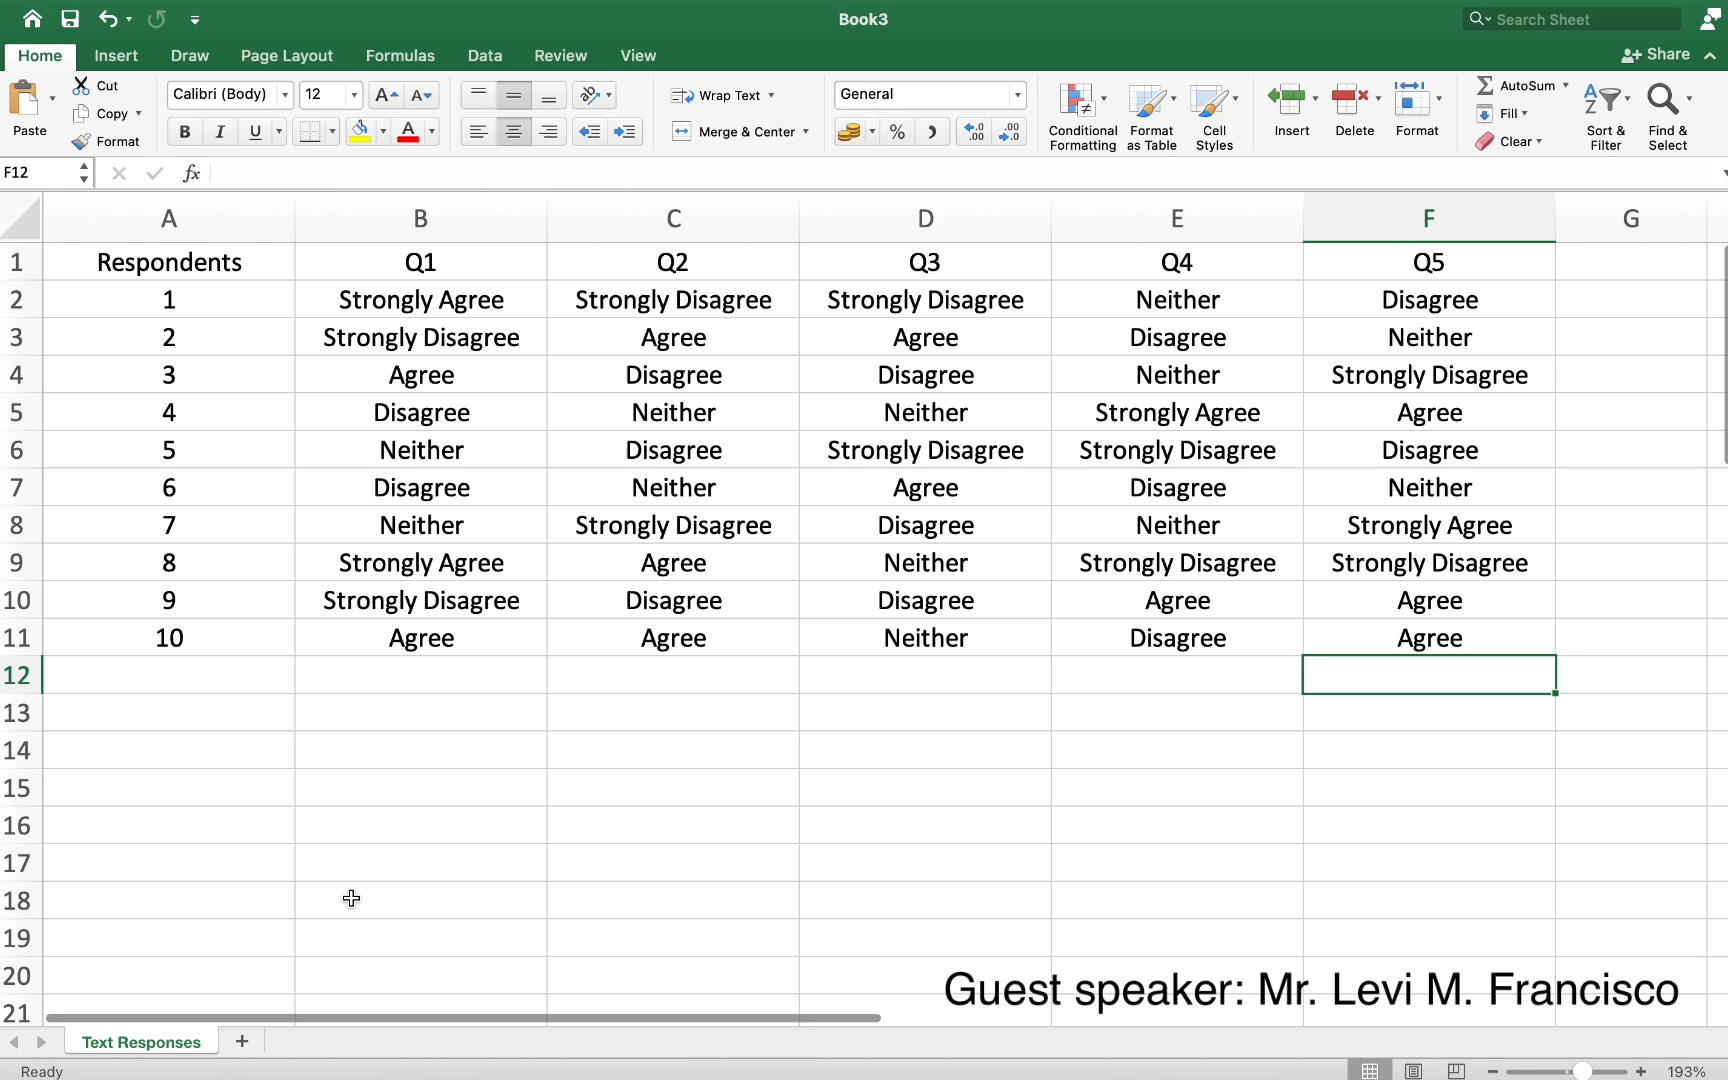 Book3
Search Sheet
Home Insert Draw Page Layout Formulas Data Review View Share
Paste Cut Copy Format
Calibri (Body) 12 A A
B I U A
Wrap Text
Merge & Center
General
% .0 .00 .00 .0
Conditional Formatting
Format as Table
Cell Styles
Insert Delete Format
AutoSum
Fill
Clear
Sort & Filter
Find & Select
F12 fx
A B C D E F G
1 Respondents Q1 Q2 Q3 Q4 Q5
2 1 Strongly Agree Strongly Disagree Strongly Disagree Neither Disagree
3 2 Strongly Disagree Agree Agree Disagree Neither
4 3 Agree Disagree Disagree Neither Strongly Disagree
5 4 Disagree Neither Neither Strongly Agree Agree
6 5 Neither Disagree Strongly Disagree Strongly Disagree Disagree
7 6 Disagree Neither Agree Disagree Neither
8 7 Neither Strongly Disagree Disagree Neither Strongly Agree
9 8 Strongly Agree Agree Neither Strongly Disagree Strongly Disagree
10 9 Strongly Disagree Disagree Disagree Agree Agree
11 10 Agree Agree Neither Disagree Agree
12
13
14
15
16
17
18
19
20
21
Guest speaker: Mr. Levi M. Francisco
Text Responses +
Ready 193%